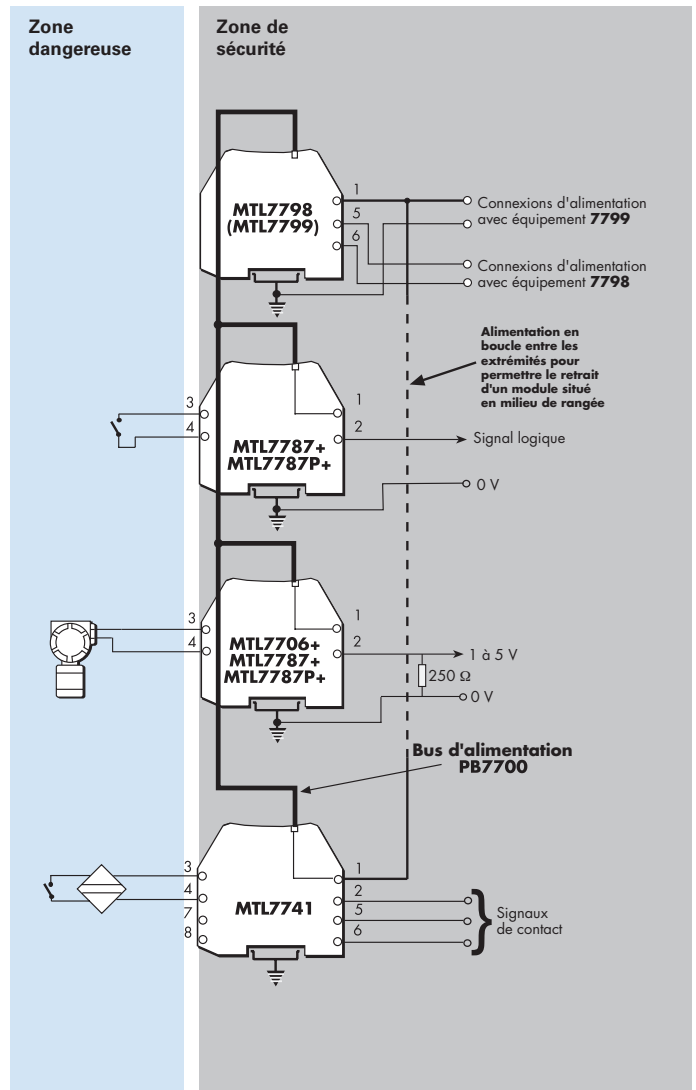 Zone
dangereuse
Zone de
sécurité
MTL7798
(MTL7799)
1
5
6
Connexions d'alimentation
avec équipement 7799
Connexions d'alimentation
avec équipement 7798
Alimentation en
boucle entre les
extrémités pour
permettre le retrait
d'un module situé
en milieu de rangée
3
4
MTL7787+
MTL7787P+
1
2
Signal logique
0 V
3
4
MTL7706+
MTL7787+
MTL7787P+
1
2
1 à 5 V
250 Ω
0 V
Bus d'alimentation
PB7700
3
4
7
8
MTL7741
1
2
5
6
Signaux
de contact